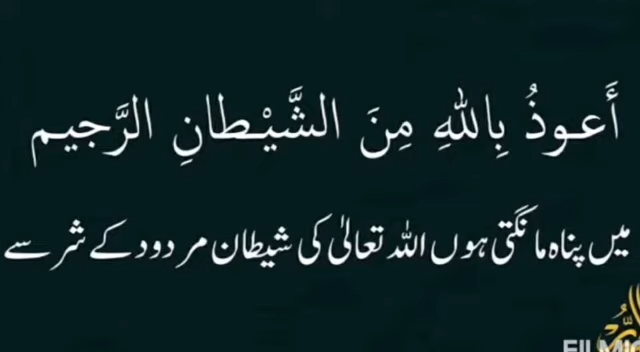 أَعوذُ بِاللهِ مِنَ الشَّيْطانِ الرَّجيم
میں پناہ مانگتی ہوں اللہ تعالیٰ کی شیطان مردود کے شر سے